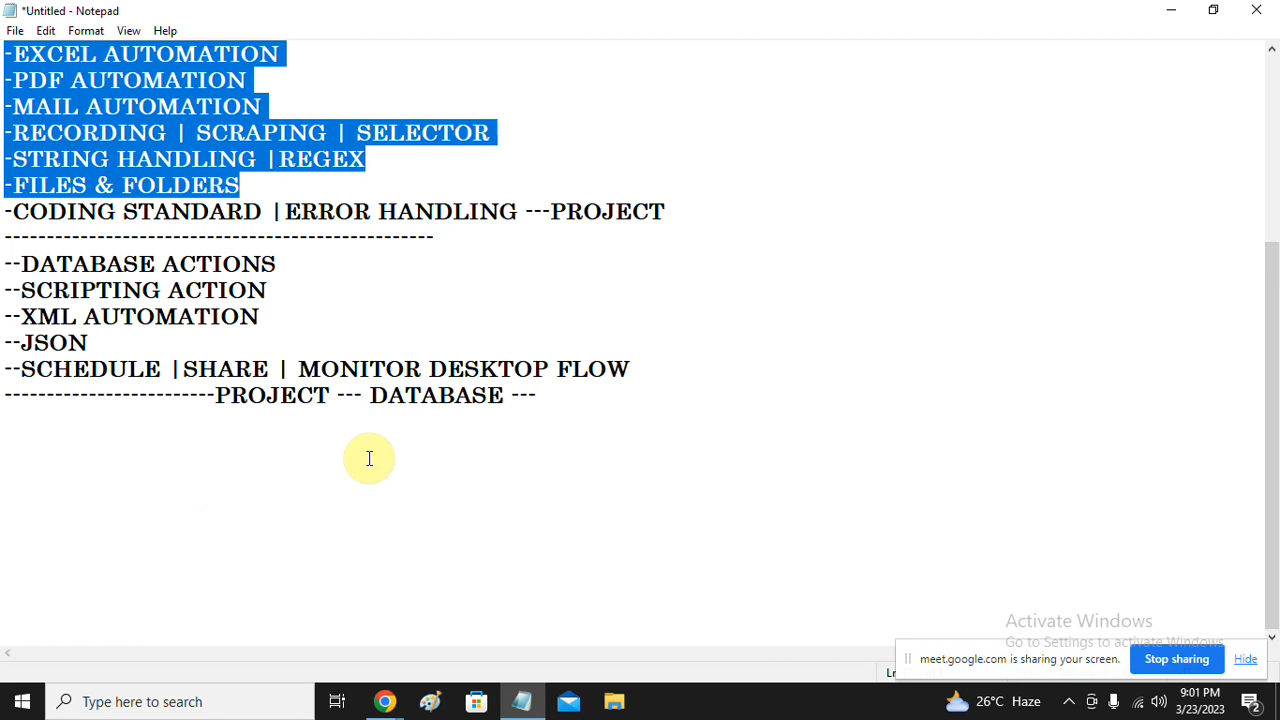 *Untitled - Notepad
File Edit Format View Help
-EXCEL AUTOMATION
-PDF AUTOMATION
-MAIL AUTOMATION
-RECORDING | SCRAPING | SELECTOR
-STRING HANDLING |REGEX
-FILES & FOLDERS
-CODING STANDARD |ERROR HANDLING ---PROJECT
---------------------------------------------------
--DATABASE ACTIONS
--SCRIPTING ACTION
--XML AUTOMATION
--JSON
--SCHEDULE |SHARE | MONITOR DESKTOP FLOW
-------------------------PROJECT --- DATABASE ---
Activate Windows
Go to Settings to activate Windows.
meet.google.com is sharing your screen. Stop sharing Hide
Type here to search
26°C Haze
9:01 PM
3/23/2023
2